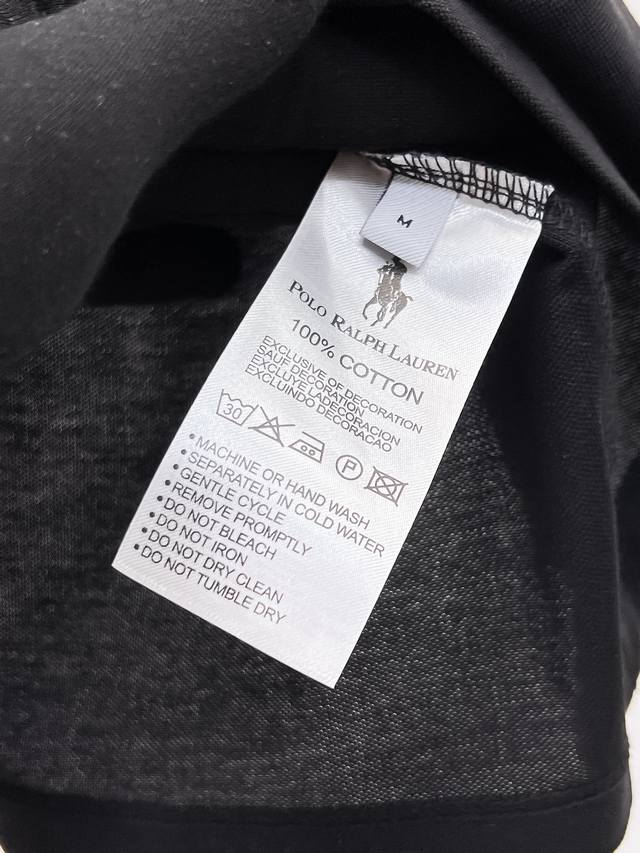 M
POLO RALPH LAUREN
100% COTTON
EXCLUSIVE OF DECORATION
SAUF DECORATION
EXCLUYE LADECORACION
EXCLUINDO DECORACAO
30
P
•MACHINE OR HAND WASH
•SEPARATELY IN COLD WATER
•GENTLE CYCLE
•REMOVE PROMPTLY
•DO NOT BLEACH
•DO NOT IRON
•DO NOT DRY CLEAN
•DO NOT TUMBLE DRY